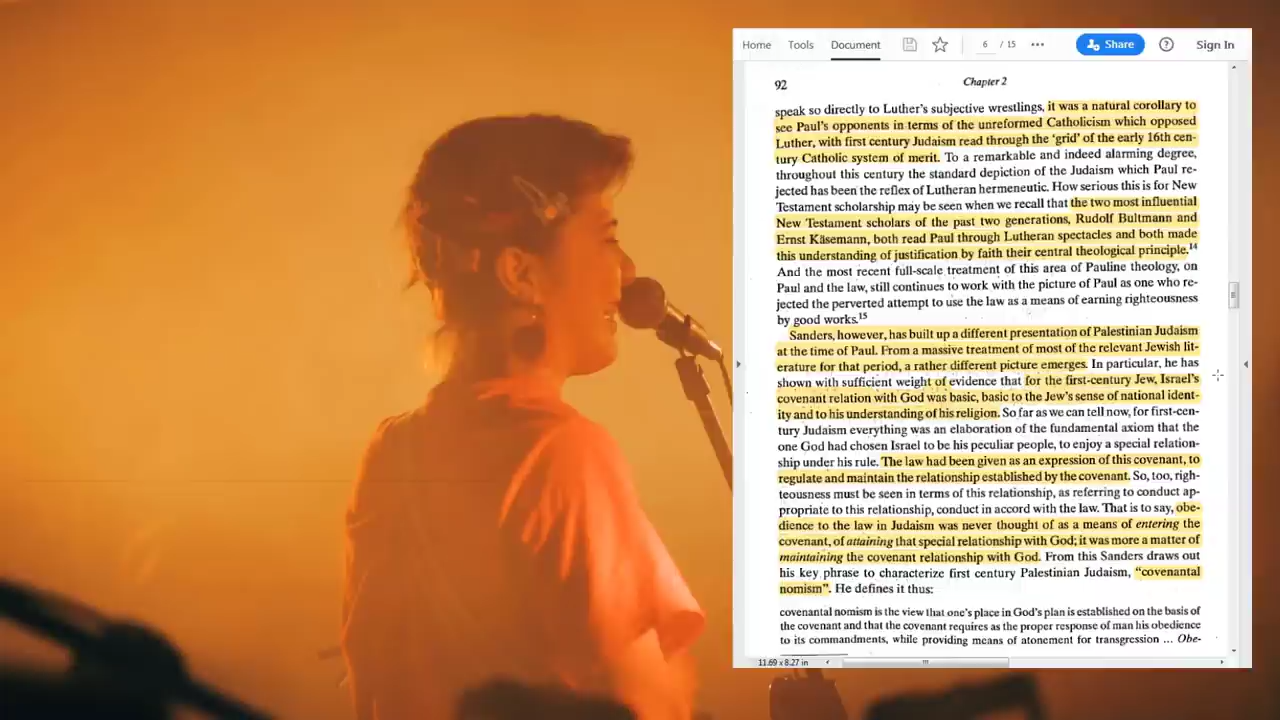 Home Tools Document 6 / 15 ••• Share Sign In
92 Chapter 2
speak so directly to Luther's subjective wrestlings, it was a natural corollary to
see Paul's opponents in terms of the unreformed Catholicism which opposed
Luther, with first century Judaism read through the 'grid' of the early 16th cen-
tury Catholic system of merit. To a remarkable and indeed alarming degree,
throughout this century the standard depiction of the Judaism which Paul re-
jected has been the reflex of Lutheran hermeneutic. How serious this is for New
Testament scholarship may be seen when we recall that the two most influential
New Testament scholars of the past two generations, Rudolf Bultmann and
Ernst Käsemann, both read Paul through Lutheran spectacles and both made
this understanding of justification by faith their central theological principle.14
And the most recent full-scale treatment of this area of Pauline theology, on
Paul and the law, still continues to work with the picture of Paul as one who re-
jected the perverted attempt to use the law as a means of earning righteousness
by good works.15
Sanders, however, has built up a different presentation of Palestinian Judaism
at the time of Paul. From a massive treatment of most of the relevant Jewish lit-
erature for that period, a rather different picture emerges. In particular, he has
shown with sufficient weight of evidence that for the first-century Jew, Israel's
covenant relation with God was basic, basic to the Jew's sense of national ident-
ity and to his understanding of his religion. So far as we can tell now, for first-cen-
tury Judaism everything was an elaboration of the fundamental axiom that the
one God had chosen Israel to be his peculiar people, to enjoy a special relation-
ship under his rule. The law had been given as an expression of this covenant, to
regulate and maintain the relationship established by the covenant. So, too, righ-
teousness must be seen in terms of this relationship, as referring to conduct ap-
propriate to this relationship, conduct in accord with the law. That is to say, obe-
dience to the law in Judaism was never thought of as a means of entering the
covenant, of attaining that special relationship with God; it was more a matter of
maintaining the covenant relationship with God. From this Sanders draws out
his key phrase to characterize first century Palestinian Judaism, “covenantal
nomism”. He defines it thus:
covenantal nomism is the view that one's place in God's plan is established on the basis of
the covenant and that the covenant requires as the proper response of man his obedience
to its commandments, while providing means of atonement for transgression ... Obe-
11.69 x 8.27 in